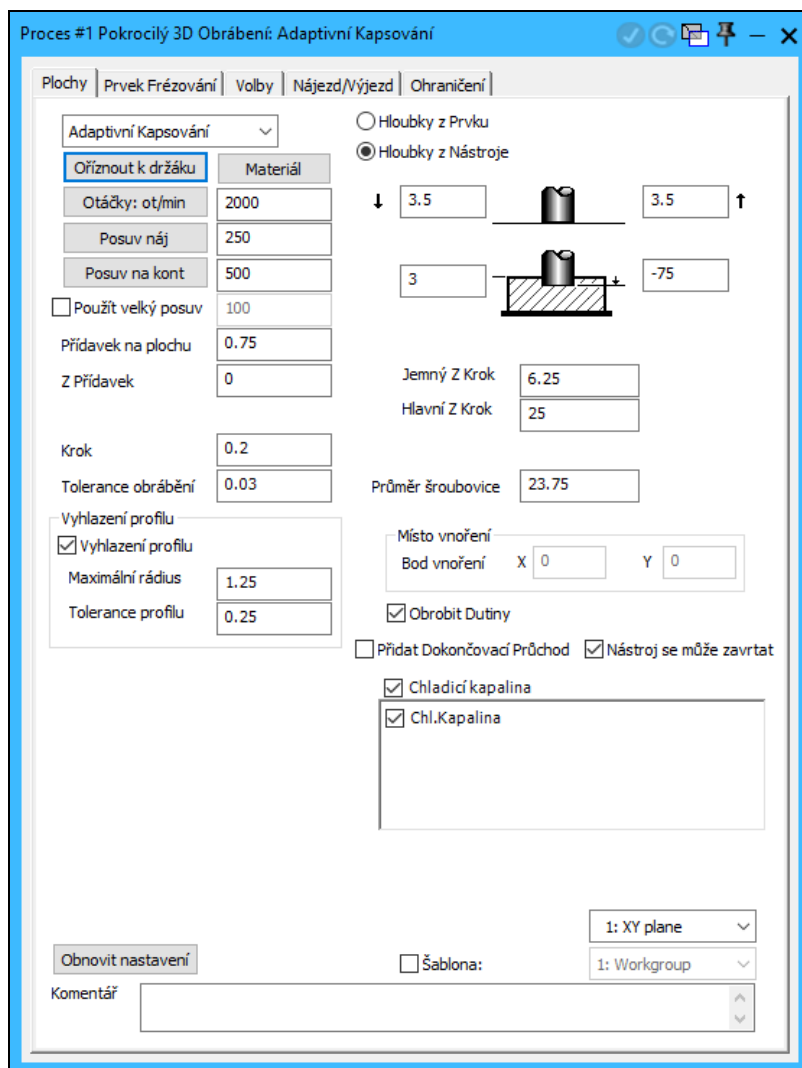 Proces #1 Pokrocilý 3D Obrábení: Adaptivní Kapsování
Plochy Prvek Frézování Volby Nájezd/Výjezd Ohraničení
Adaptivní Kapsování
Hloubky z Prvku
Hloubky z Nástroje
Oříznout k držáku Materiál
Otáčky: ot/min 2000
3.5 3.5
Posuv náj 250
Posuv na kont 500
3 -75
Použít velký posuv 100
Přídavek na plochu 0.75
Z Přídavek 0
Jemný Z Krok 6.25
Hlavní Z Krok 25
Krok 0.2
Tolerance obrábění 0.03
Průměr šroubovice 23.75
Vyhlazení profilu
Vyhlazení profilu
Maximální rádius 1.25
Tolerance profilu 0.25
Místo vnoření
Bod vnoření X 0 Y 0
Obrobit Dutiny
Přidat Dokončovací Průchod Nástroj se může zavrtat
Chladicí kapalina
Chl.Kapalina
1: XY plane
Obnovit nastavení
Šablona: 1: Workgroup
Komentář